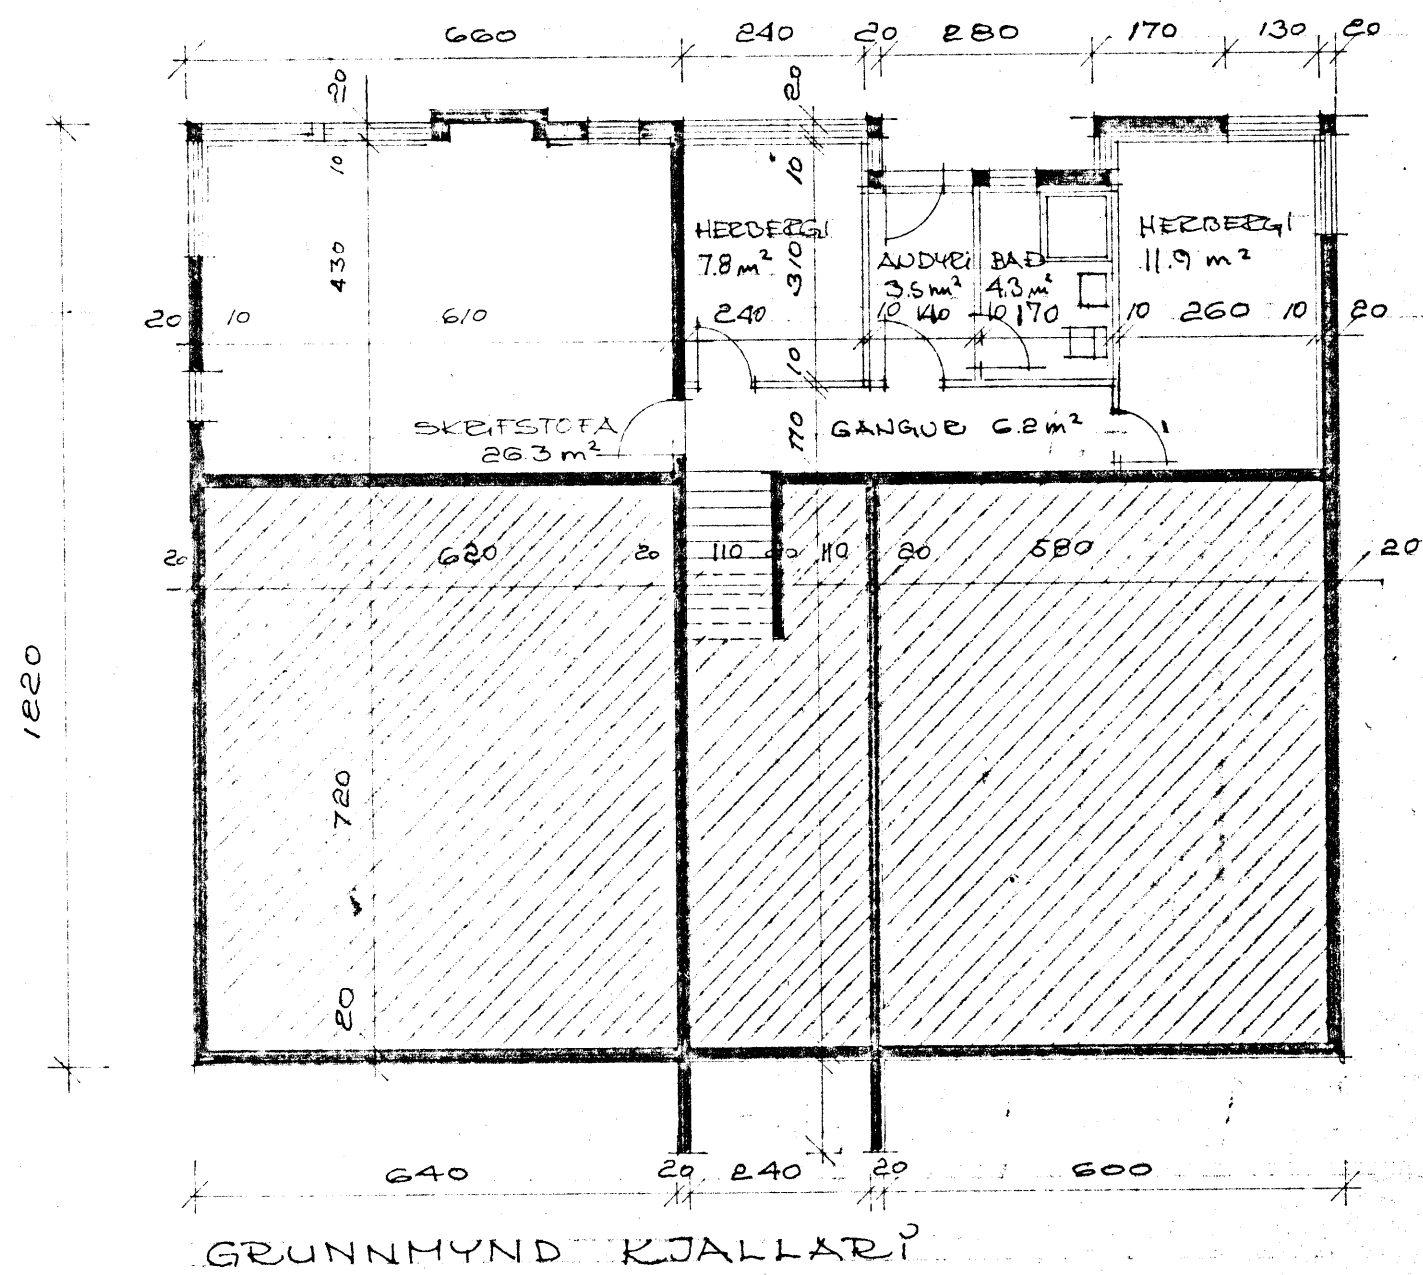 660 240 20 280 170 130 20
20 20
10 10
430 310
HERBERGI
7.8 m²
ANDYRI
3.5 m²
BAÐ
4.3 m²
HERBERGI
11.9 m²
20 10 610 240 10 140 10 170 10 260 10 20
10
110
SKRIFSTOFA
26.3 m²
GANGUR 6.2 m²
20 620 20 110 20 110 20 580 20
1820
720
20
640 20 240 20 600
GRUNNMYND KJALLARI